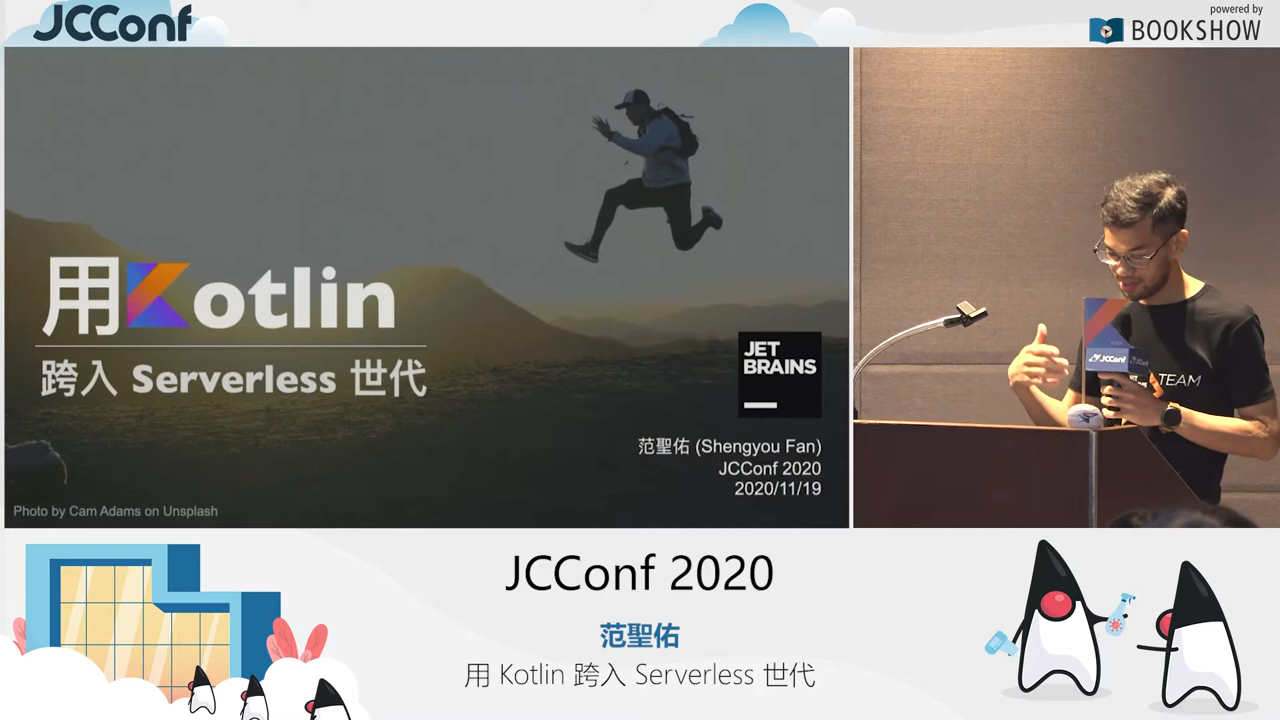 JCConf
powered by
BOOKSHOW
用Kotlin
跨入 Serverless 世代
JET
BRAINS
范聖佑 (Shengyou Fan)
JCConf 2020
2020/11/19
Photo by Cam Adams on Unsplash
JCConf
TEAM
JCConf 2020
范聖佑
用 Kotlin 跨入 Serverless 世代